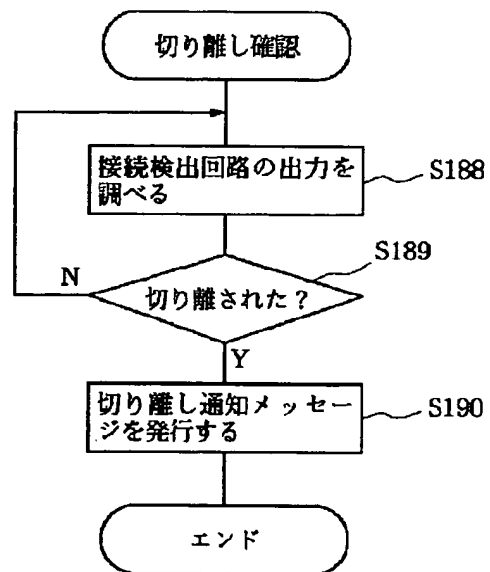 切り離し確認
接続検出回路の出力を
調べる
S188
S189
切り離された？
N
Y
切り離し通知メッセー
ジを発行する
S190
エンド